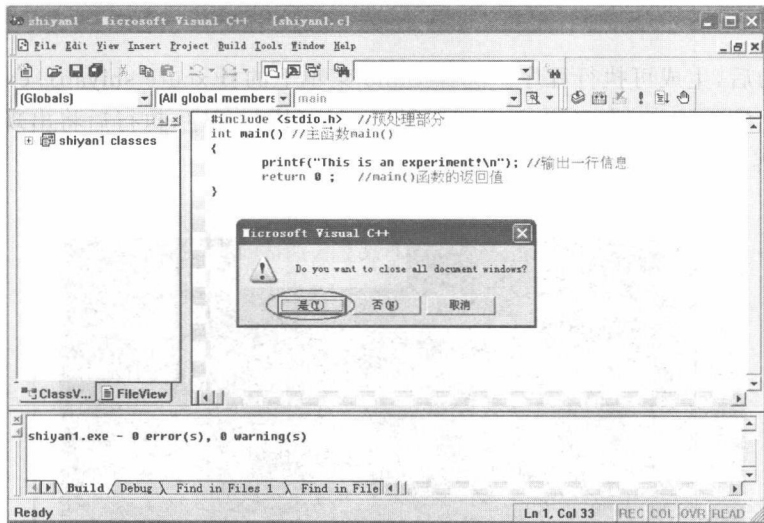 shiyan1 - Microsoft Visual C++ - [shiyan1.c]
File Edit View Insert Project Build Tools Window Help
(Globals) (All global members main
shiyan1 classes
#include <stdio.h> //预处理部分
int main() //主函数main()
{
printf("This is an experiment!\n"); //输出一行信息
return 0 ; //main()函数的返回值
}
Microsoft Visual C++
Do you want to close all document windows?
是(Y) 否(N) 取消
ClassV... FileView
shiyan1.exe - 0 error(s), 0 warning(s)
Build Debug Find in Files 1 Find in File
Ready Ln 1, Col 33 REC COL OVR READ